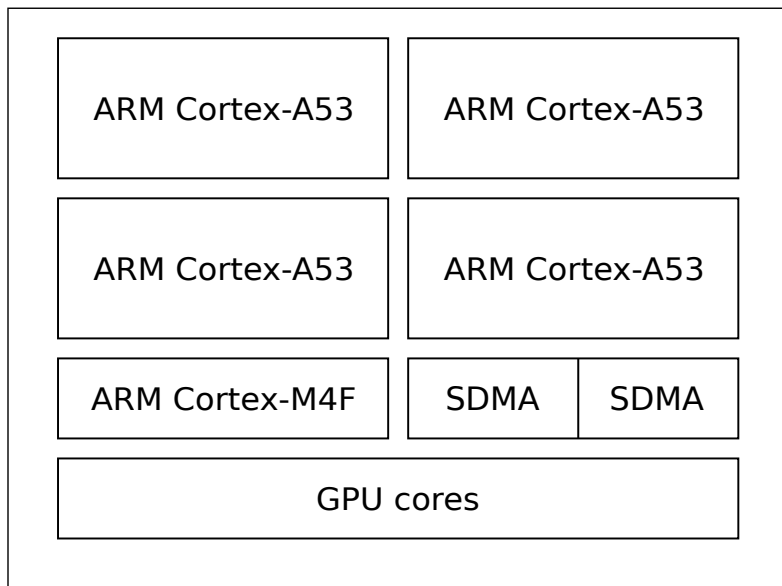 ARM Cortex-A53 ARM Cortex-A53
ARM Cortex-A53 ARM Cortex-A53
ARM Cortex-M4F SDMA SDMA
GPU cores